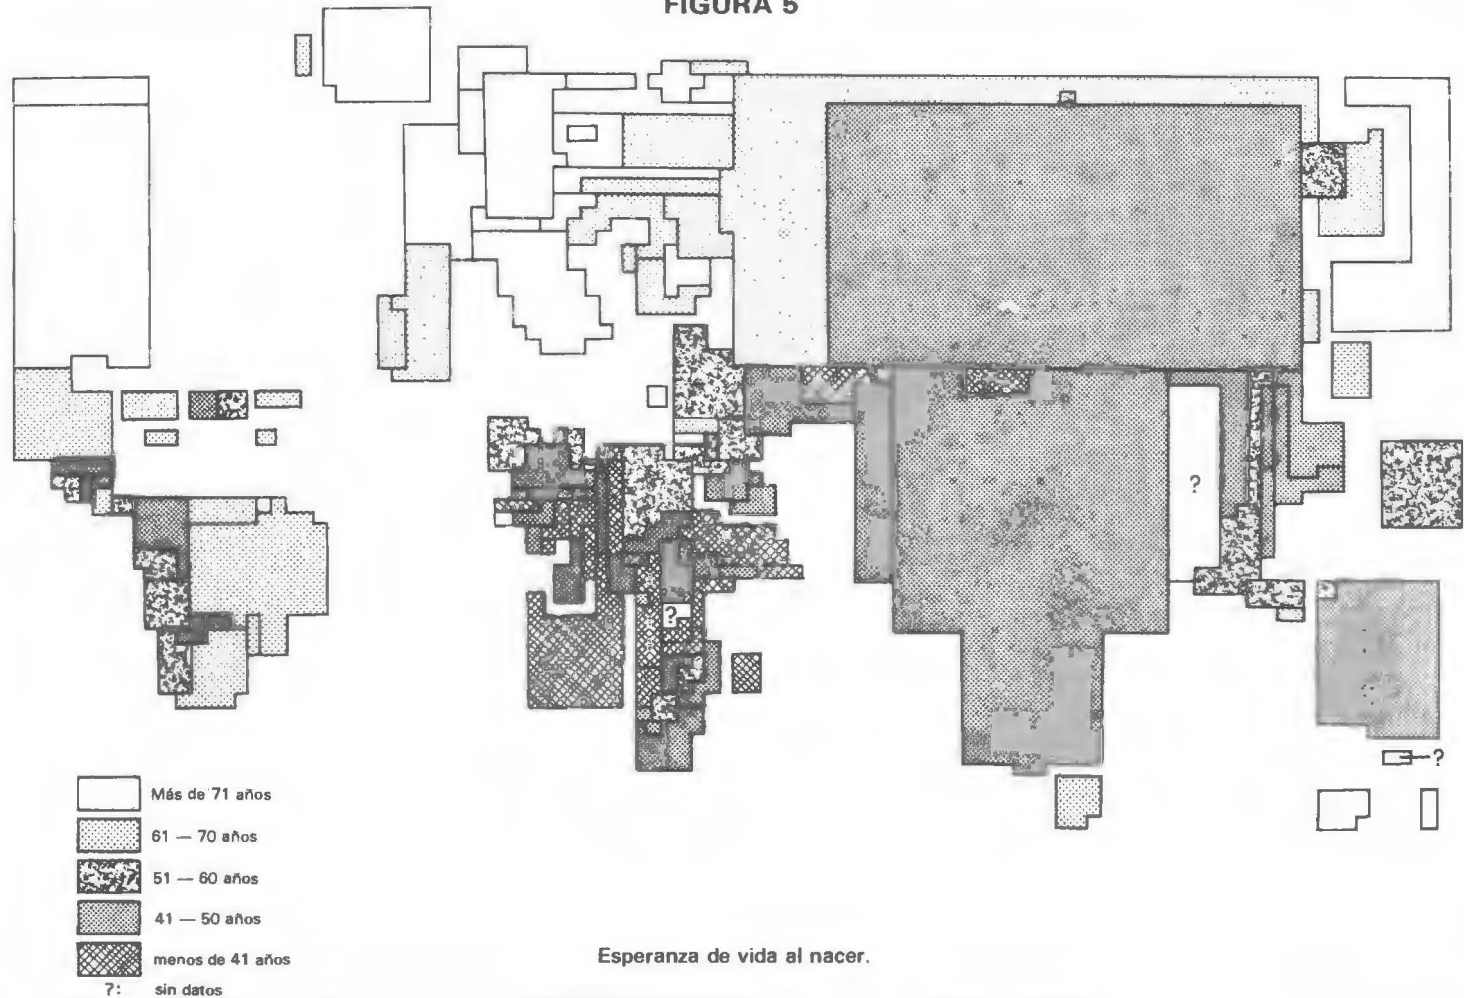 FIGURA 5
?
?
?
Más de 71 años
61 — 70 años
51 — 60 años
41 — 50 años
menos de 41 años
?: sin datos
Esperanza de vida al nacer.